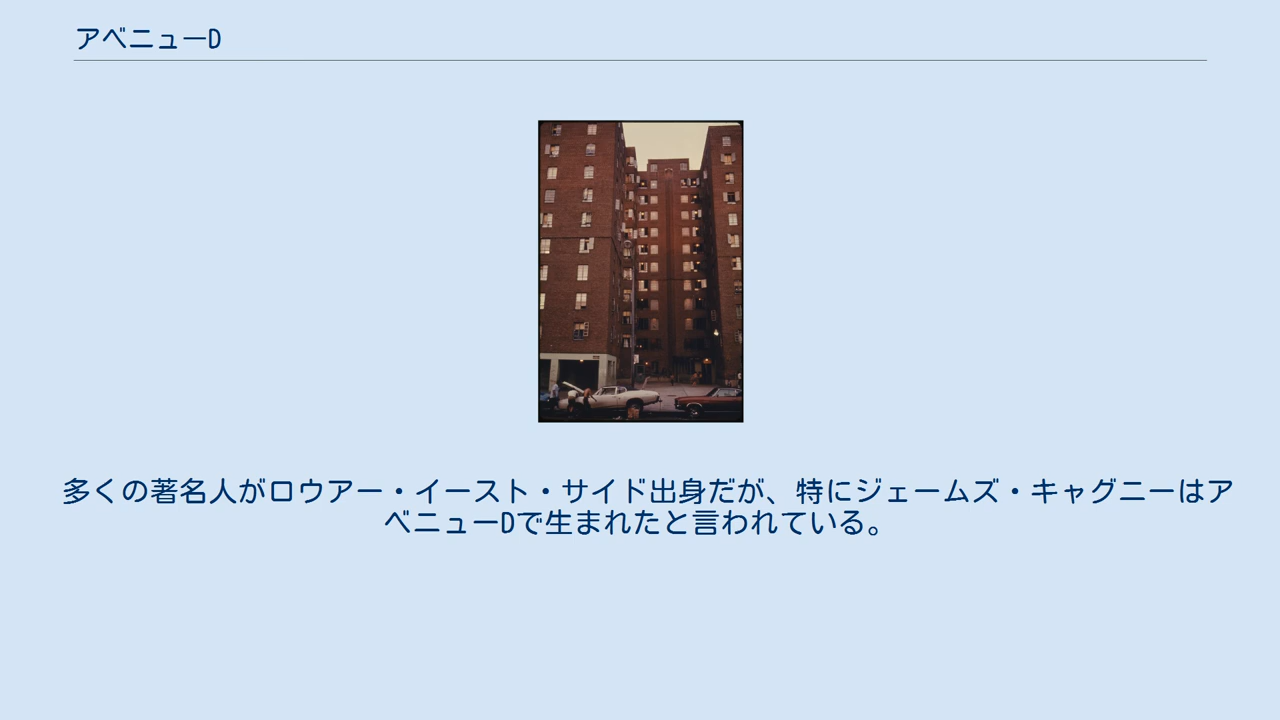 アベニューD
多くの著名人がロウアー・イースト・サイド出身だが、特にジェームズ・キャグニーはア
ベニューDで生まれたと言われている。